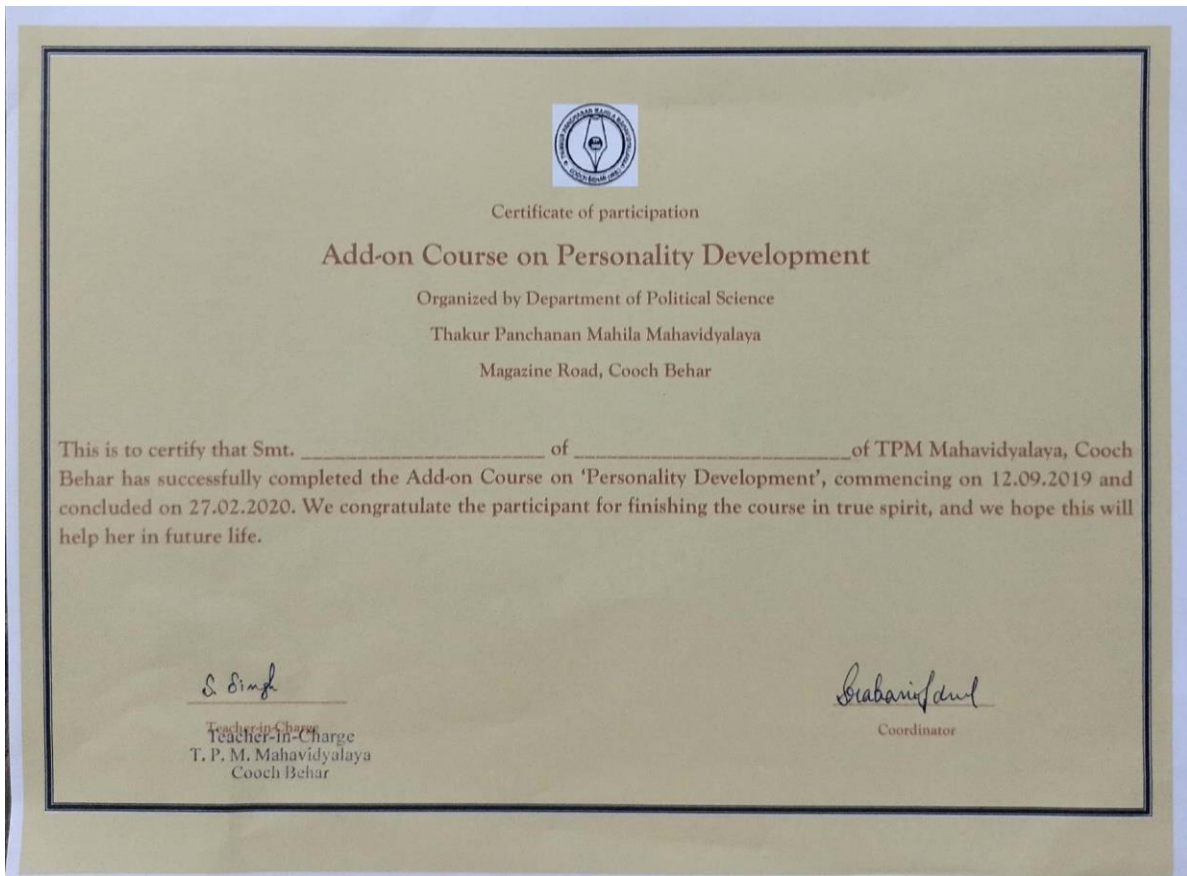 Certificate of participation
Add-on Course on Personality Development
Organized by Department of Political Science
Thakur Panchanan Mahila Mahavidyalaya
Magazine Road, Cooch Behar
This is to certify that Smt. ______________________ of _________________________of TPM Mahavidyalaya, Cooch
Behar has successfully completed the Add-on Course on ‘Personality Development’, commencing on 12.09.2019 and
concluded on 27.02.2020. We congratulate the participant for finishing the course in true spirit, and we hope this will
help her in future life.
S. Singh
Teacher-in-Charge
Teacher-in-Charge
T. P. M. Mahavidyalaya
Cooch Behar
Coordinator